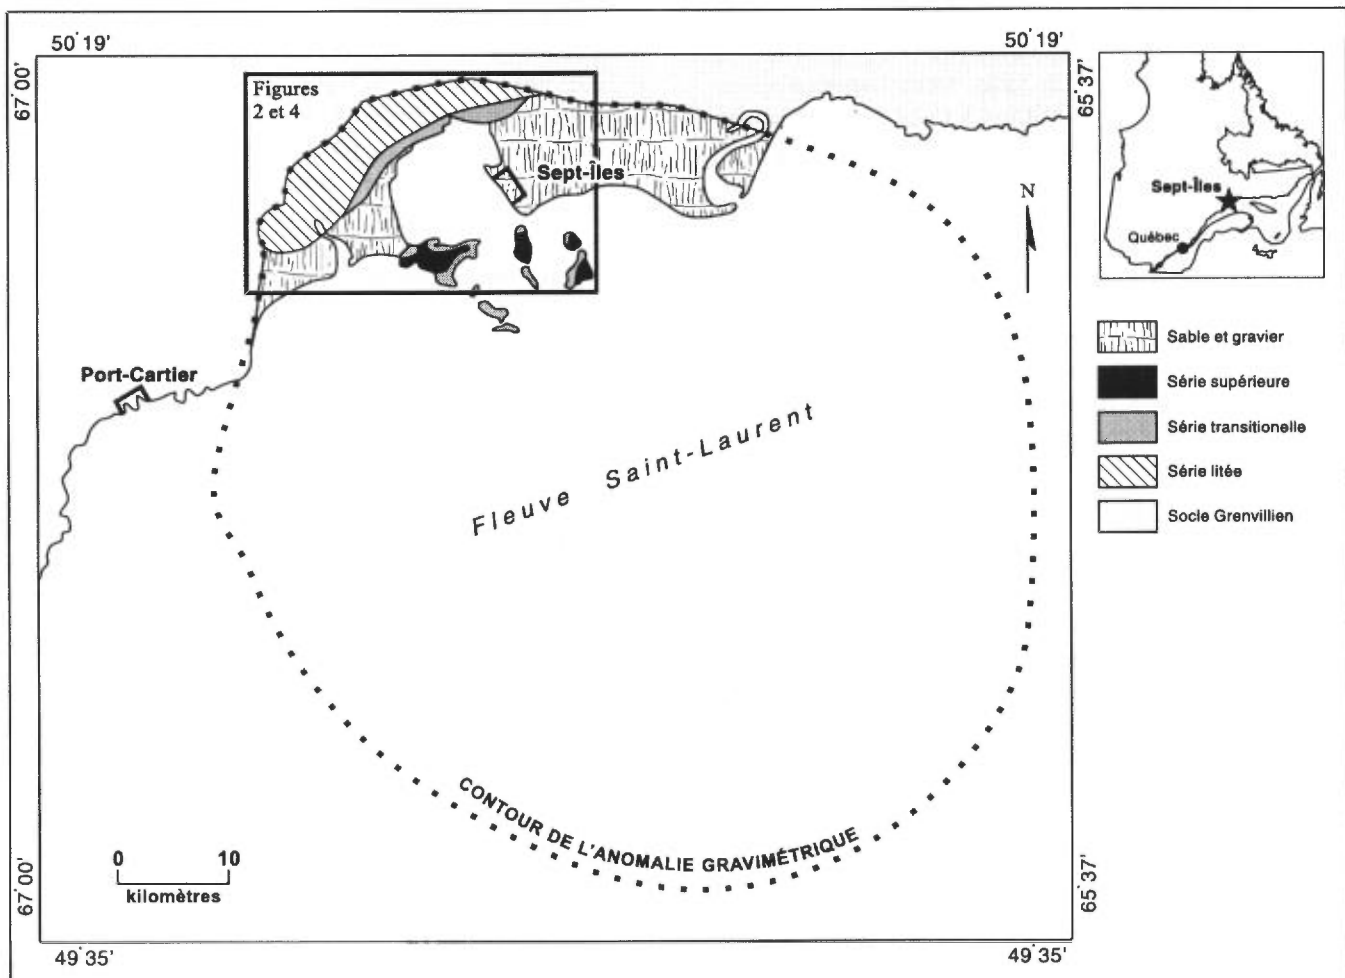 50°19'
50°19'
67°00'
65°37'
Figures
2 et 4
Sept-Îles
N
Sept-Îles
Québec
Port-Cartier
Sable et gravier
Série supérieure
Série transitionelle
Série litée
Socle Grenvillien
Fleuve Saint-Laurent
CONTOUR DE L'ANOMALIE GRAVIMÉTRIQUE
0 10
kilomètres
67°00'
65°37'
49°35'
49°35'